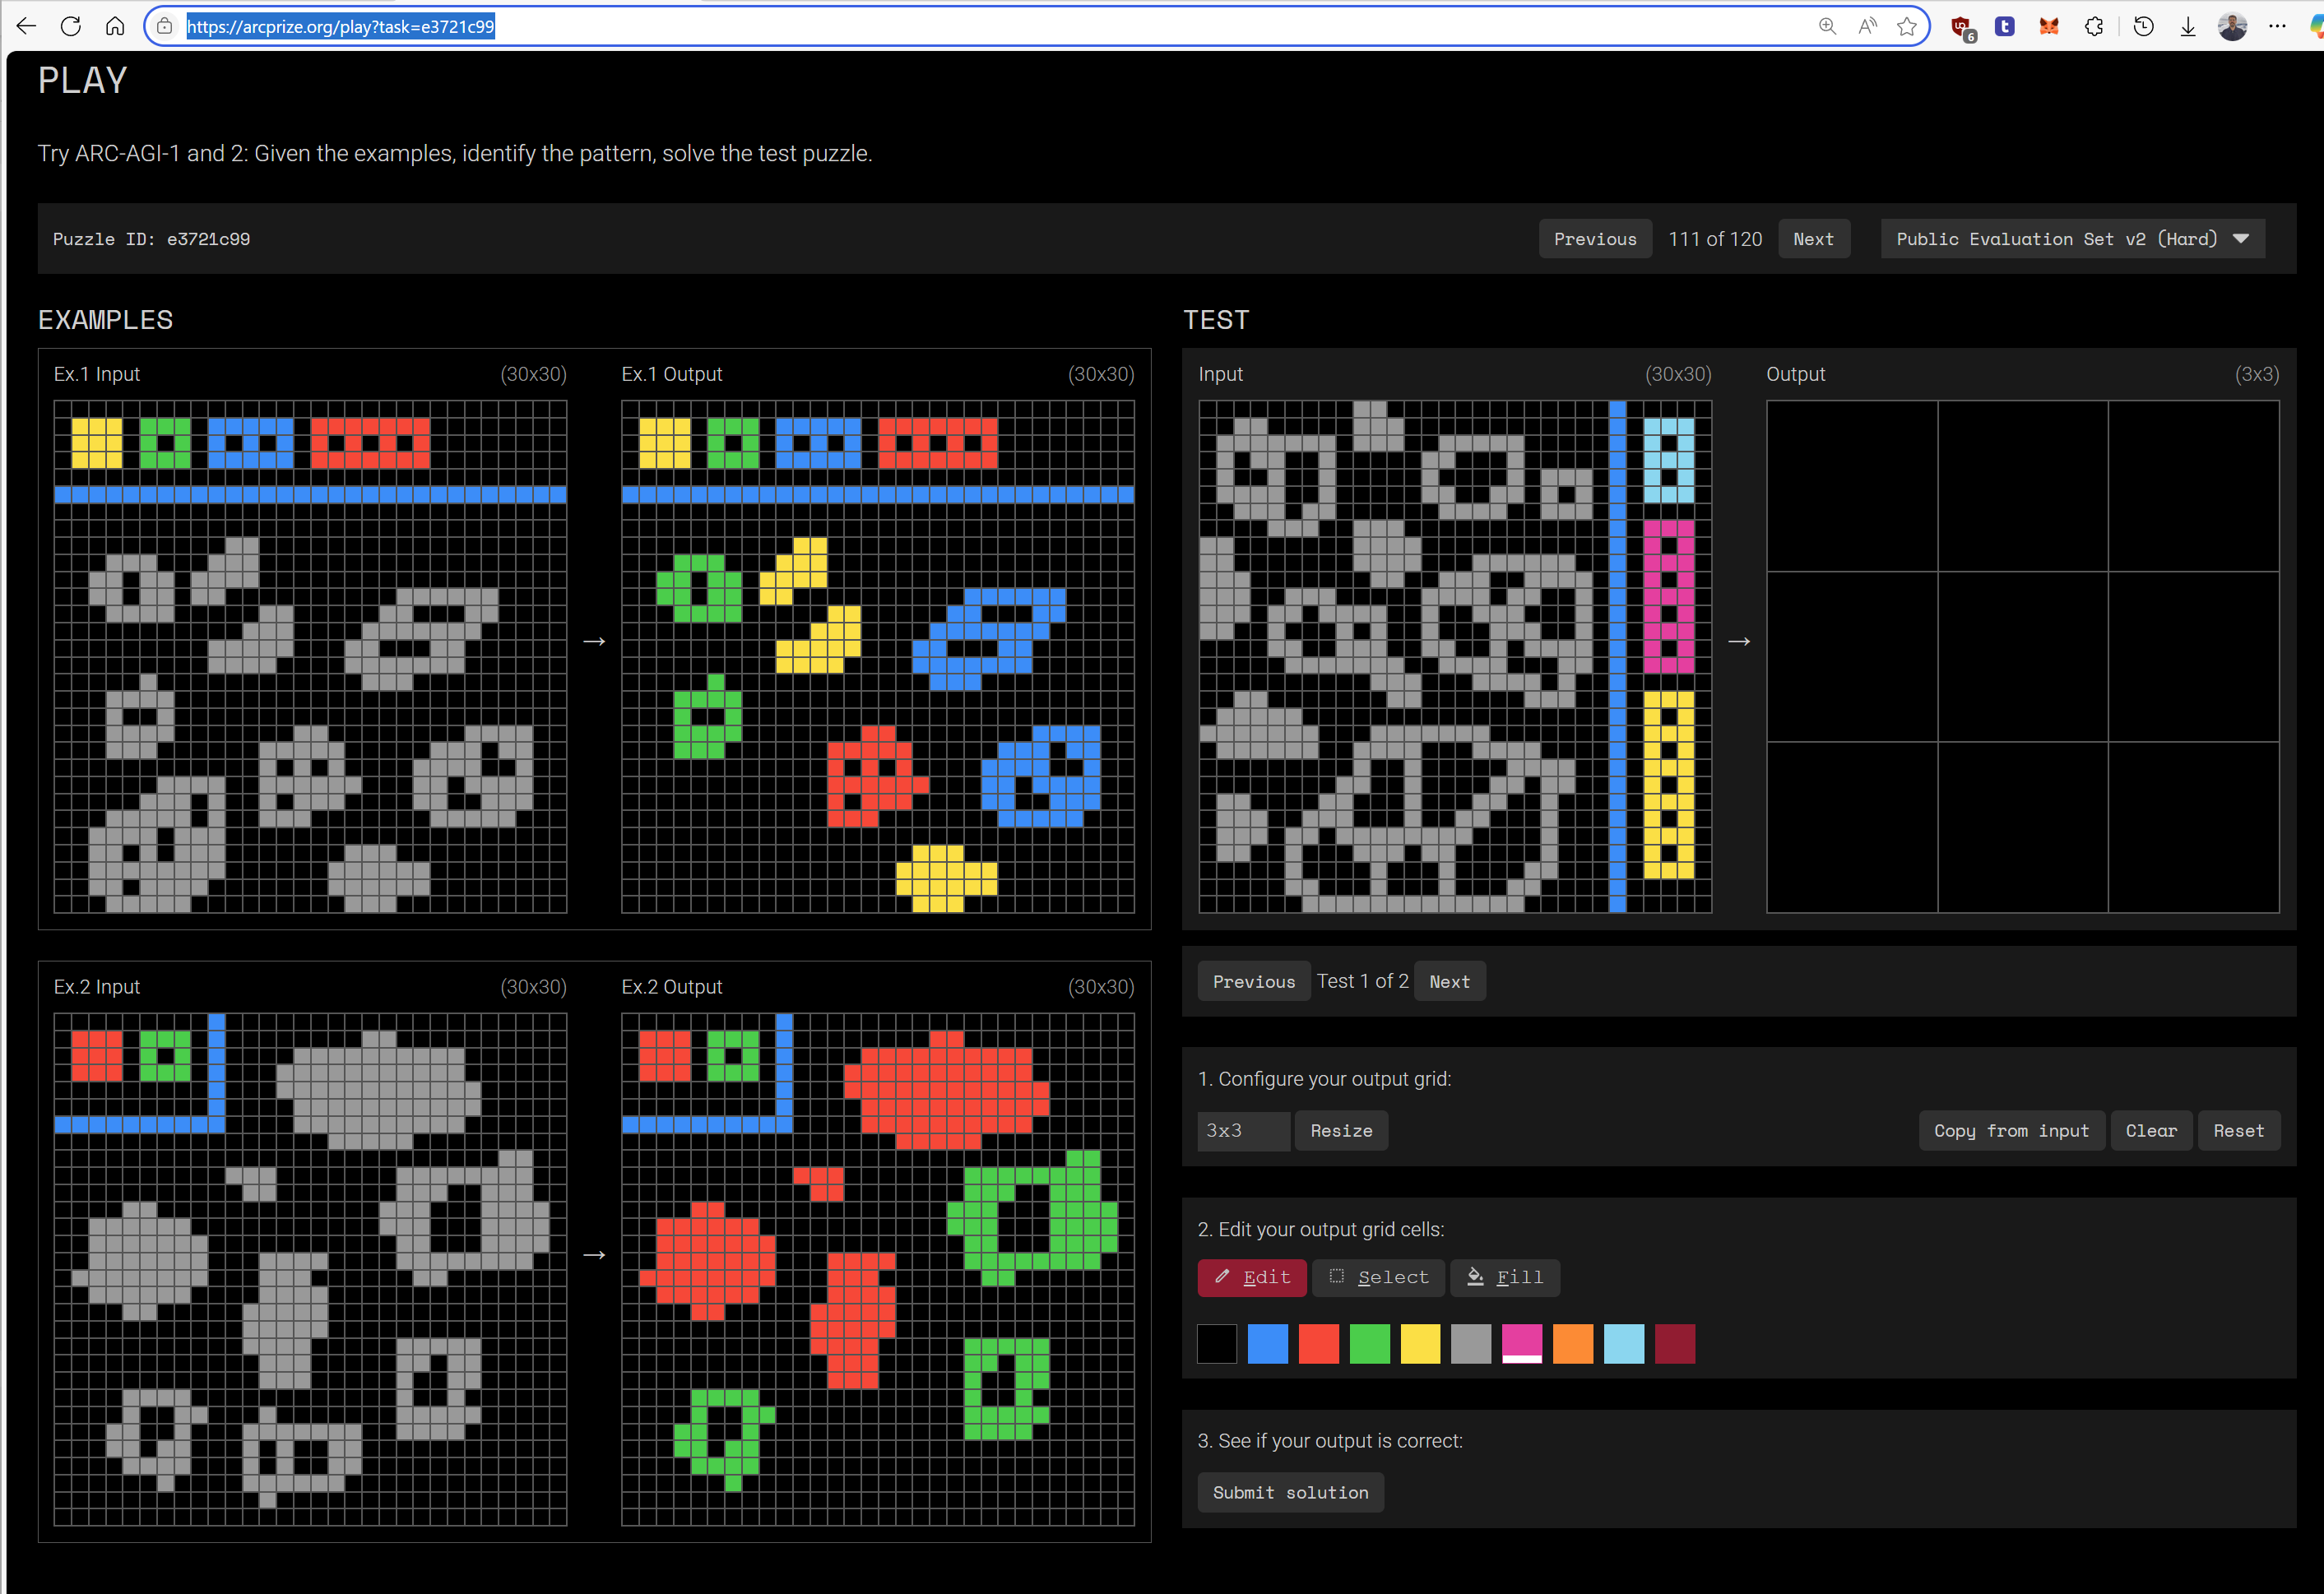 https://arcprize.org/play?task=e3721c99
6
t
PLAY
Try ARC-AGI-1 and 2: Given the examples, identify the pattern, solve the test puzzle.
Puzzle ID: e3721c99
Previous 111 of 120 Next Public Evaluation Set v2 (Hard)
EXAMPLES
Ex.1 Input (30x30) Ex.1 Output (30x30)
→
Ex.2 Input (30x30) Ex.2 Output (30x30)
→
TEST
Input (30x30) Output (3x3)
→
Previous Test 1 of 2 Next
1. Configure your output grid:
3x3 Resize Copy from input Clear Reset
2. Edit your output grid cells:
Edit Select Fill
3. See if your output is correct:
Submit solution